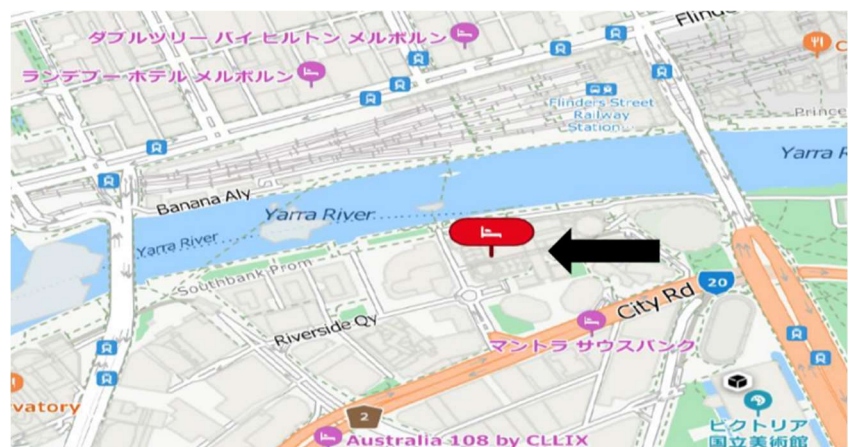 Flind
ダブルツリー バイ ヒルトン メルボルン
ランデブー ホテル メルボルン
C
Flinders Street
Railway
Station
Prince
Yarra R
Banana Aly
Yarra River
Yarra River
Southbank Prom
20
City Rd
Riverside Qy
マントラ サウスバンク
vatory
2
Australia 108 by CLLIX
ビクトリア
国立美術館